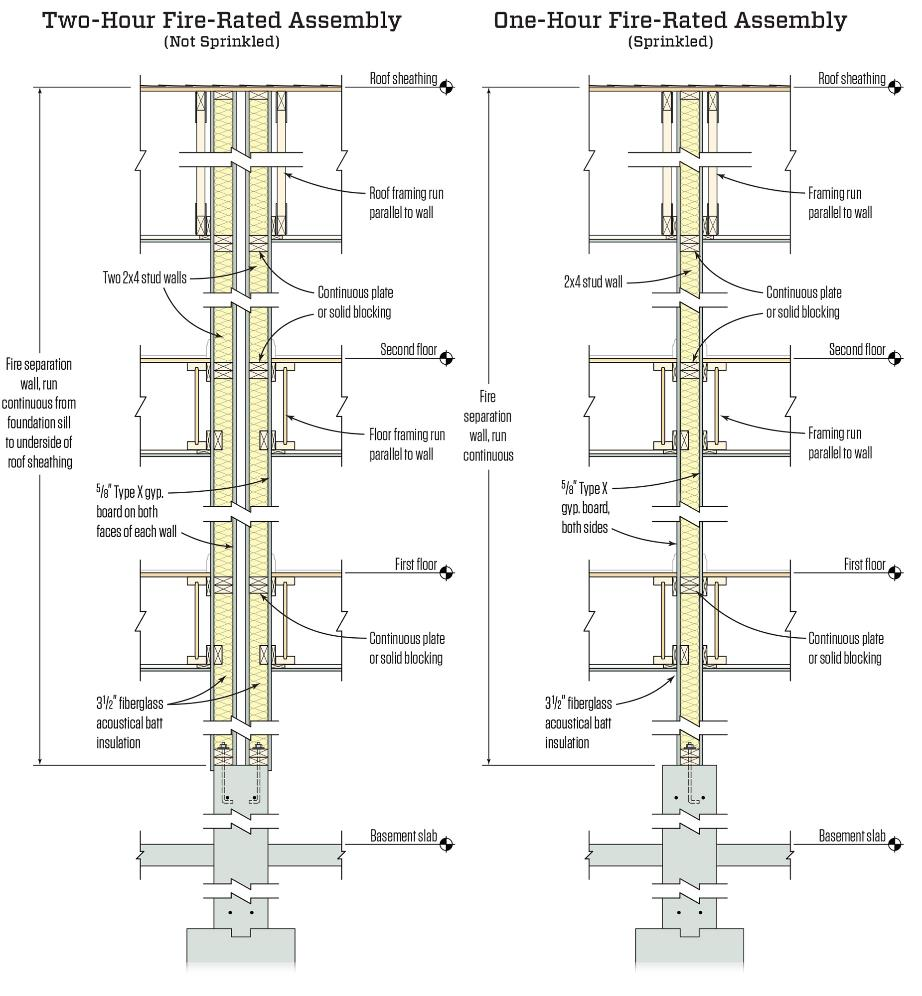 Two-Hour Fire-Rated Assembly
(Not Sprinkled)
Roof sheathing
Roof framing run
parallel to wall
Two 2x4 stud walls
Continuous plate
or solid blocking
Second floor
Fire separation
wall, run
continuous from
foundation sill
to underside of
roof sheathing
Floor framing run
parallel to wall
5/8" Type X gyp.
board on both
faces of each wall
First floor
Continuous plate
or solid blocking
3 1/2" fiberglass
acoustical batt
insulation
Basement slab
One-Hour Fire-Rated Assembly
(Sprinkled)
Roof sheathing
Framing run
parallel to wall
2x4 stud wall
Continuous plate
or solid blocking
Second floor
Fire
separation
wall, run
continuous
Framing run
parallel to wall
5/8" Type X
gyp. board,
both sides
First floor
Continuous plate
or solid blocking
3 1/2" fiberglass
acoustical batt
insulation
Basement slab